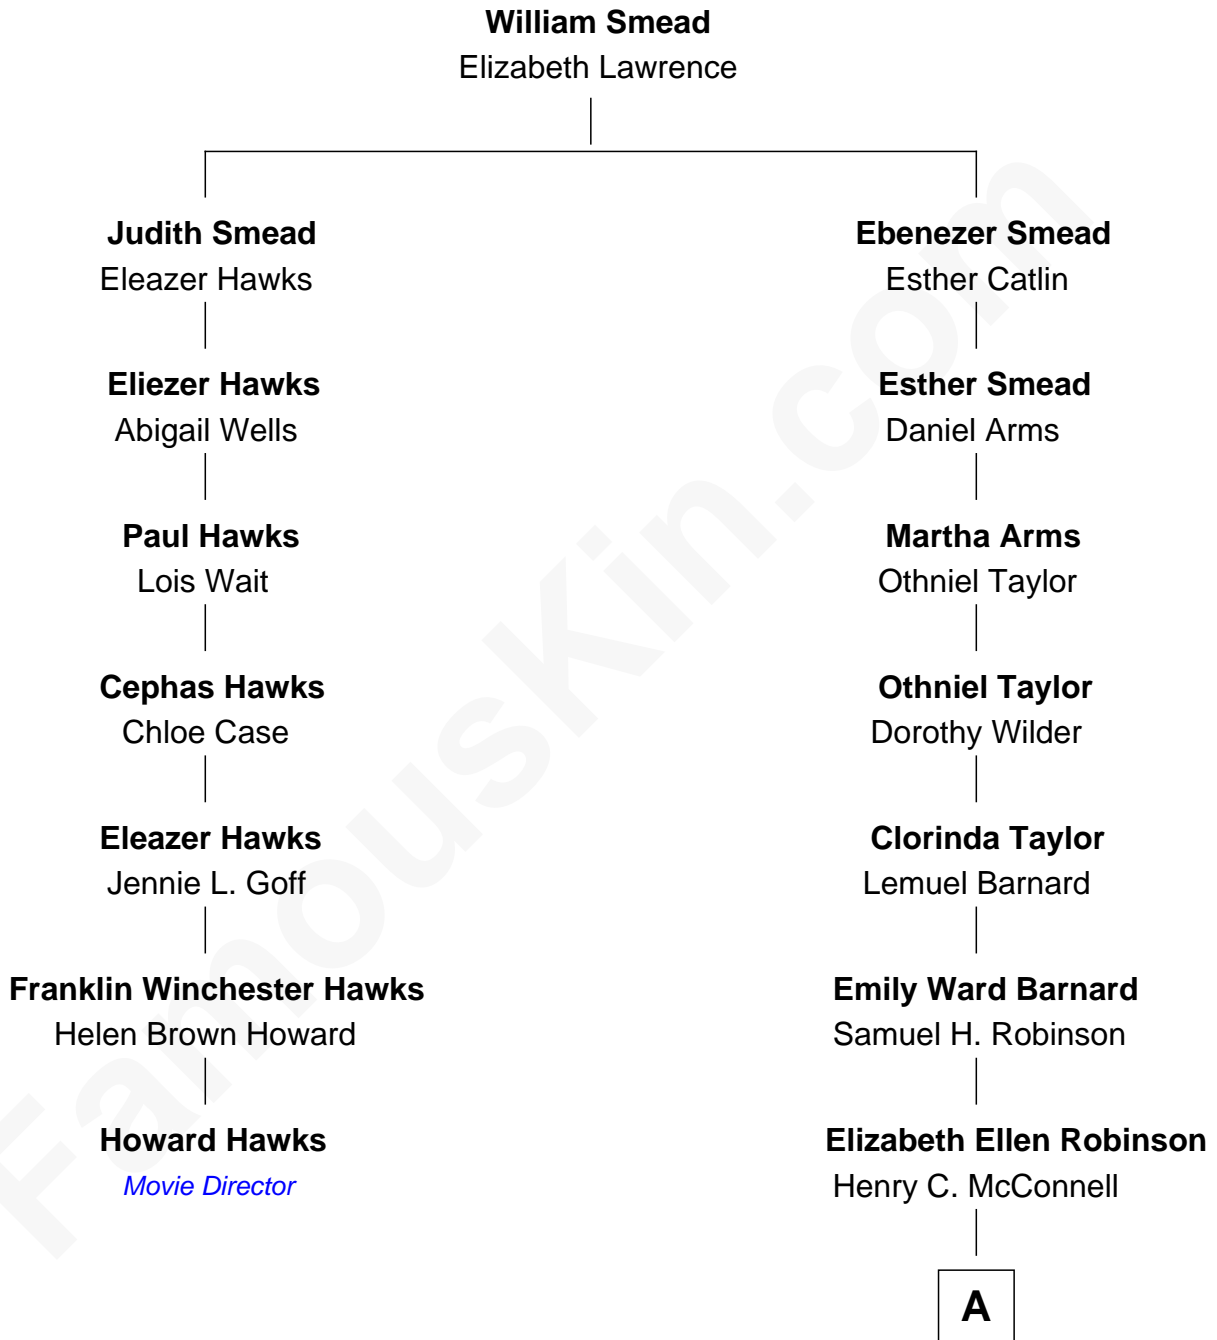 William Smead
Elizabeth Lawrence
Judith Smead
Eleazer Hawks
Ebenezer Smead
Esther Catlin
Eliezer Hawks
Abigail Wells
Esther Smead
Daniel Arms
Paul Hawks
Lois Wait
Martha Arms
Othniel Taylor
Cephas Hawks
Chloe Case
Othniel Taylor
Dorothy Wilder
Eleazer Hawks
Jennie L. Goff
Clorinda Taylor
Lemuel Barnard
Franklin Winchester Hawks
Helen Brown Howard
Emily Ward Barnard
Samuel H. Robinson
Howard Hawks
Movie Director
Elizabeth Ellen Robinson
Henry C. McConnell
A
FamousKin.com